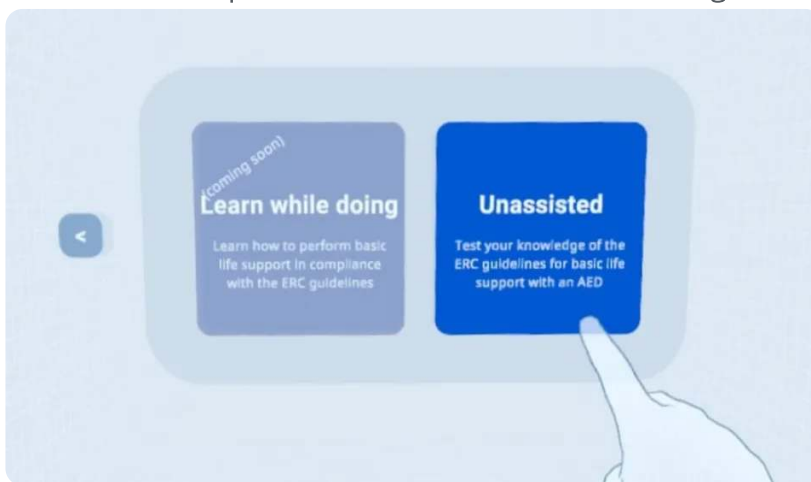 <
(coming soon)
Learn while doing
Learn how to perform basic
life support in compliance
with the ERC guidelines
Unassisted
Test your knowledge of the
ERC guidelines for basic life
support with an AED